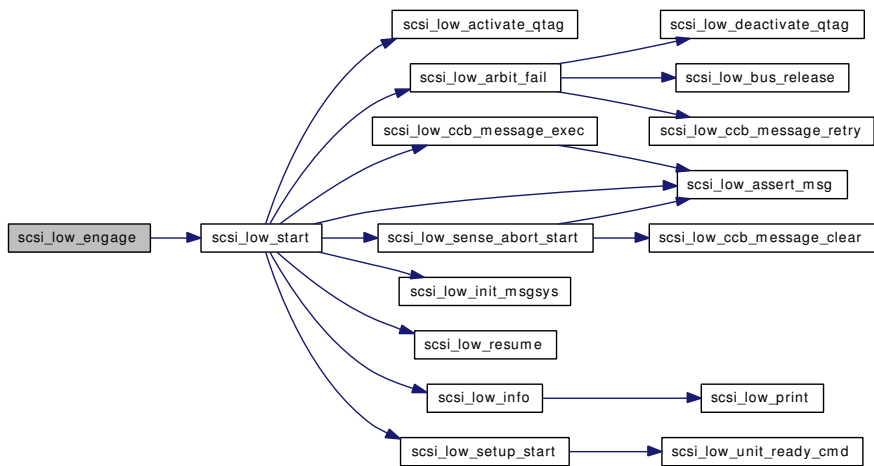 scsi_low_activate_qtag
scsi_low_deactivate_qtag
scsi_low_arbit_fail
scsi_low_bus_release
scsi_low_ccb_message_exec
scsi_low_ccb_message_retry
scsi_low_assert_msg
scsi_low_engage
scsi_low_start
scsi_low_sense_abort_start
scsi_low_ccb_message_clear
scsi_low_init_msgsys
scsi_low_resume
scsi_low_info
scsi_low_print
scsi_low_setup_start
scsi_low_unit_ready_cmd